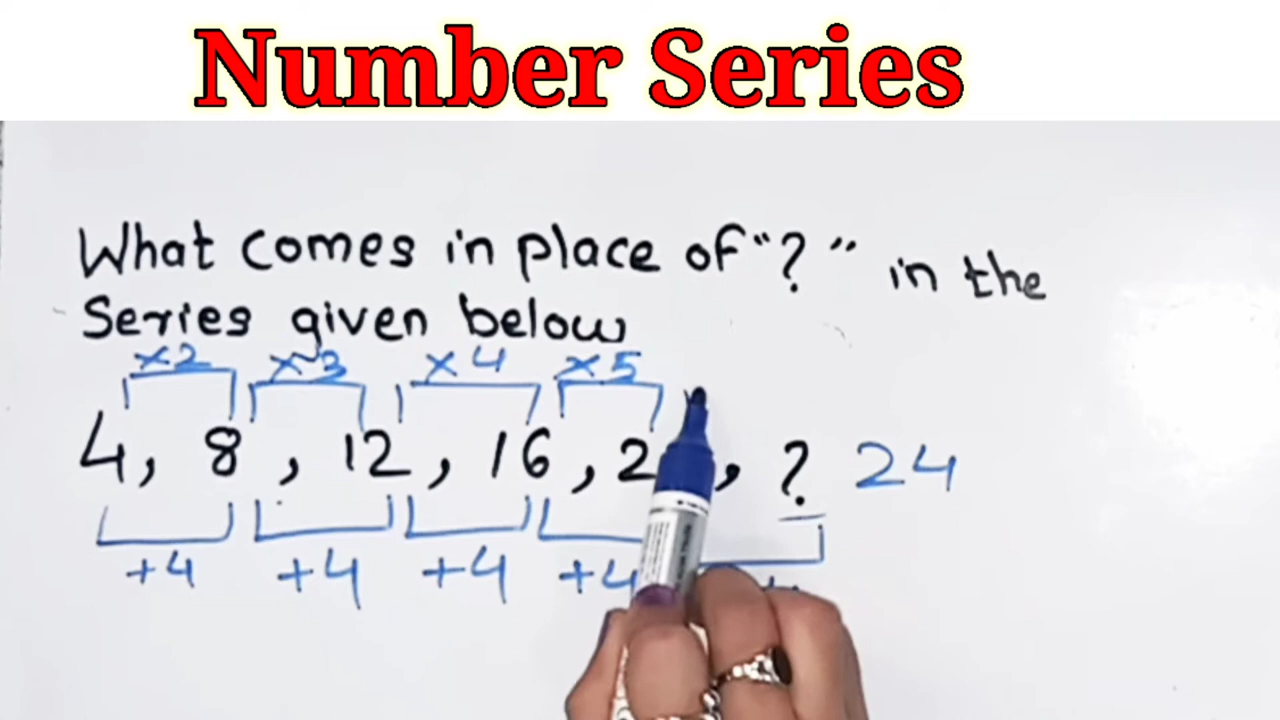 Number Series
What comes in place of "?" in the
Series given below
×2 ×3 ×4 ×5
4, 8, 12, 16, 2 , ? 24
+4 +4 +4 +4